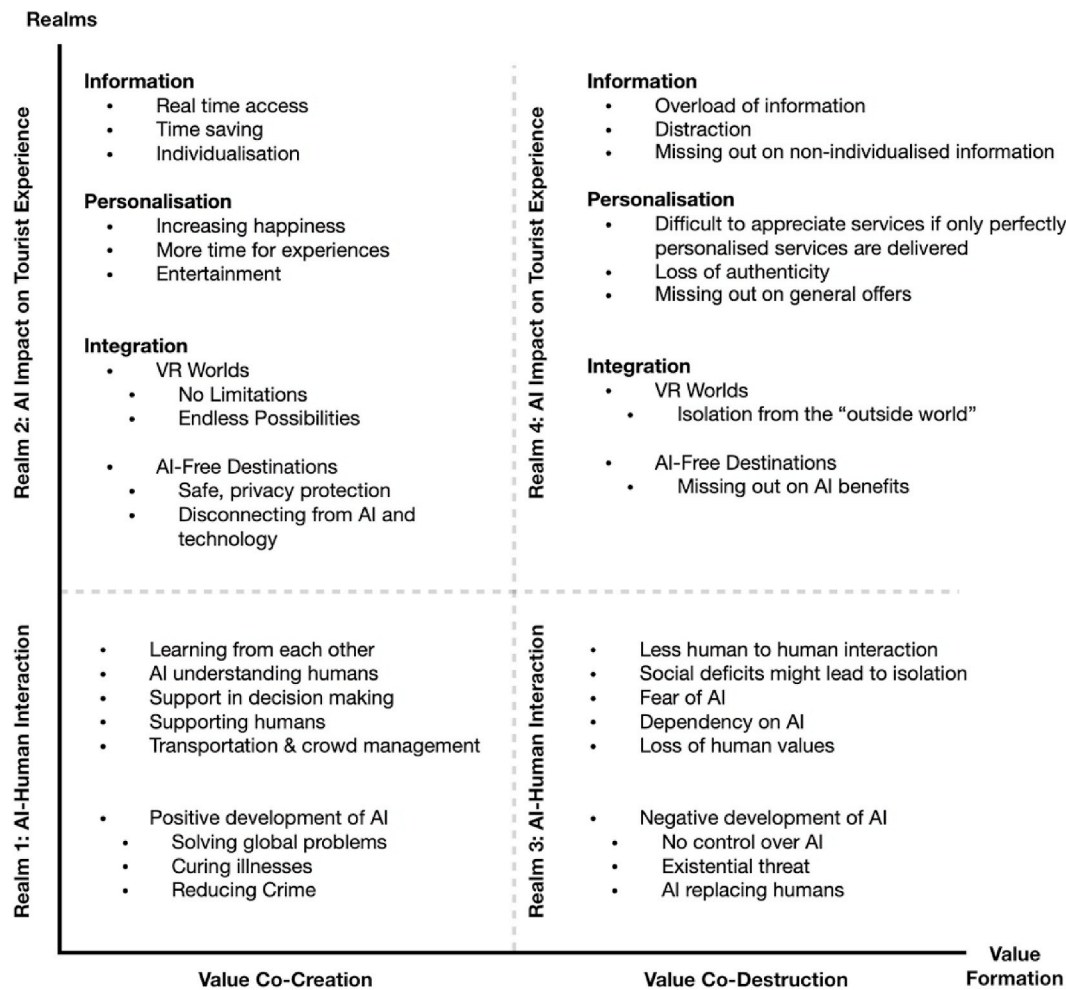 Realms
Realm 2: AI Impact on Tourist Experience
Information
• Real time access
• Time saving
• Individualisation
Personalisation
• Increasing happiness
• More time for experiences
• Entertainment
Integration
• VR Worlds
• No Limitations
• Endless Possibilities
• AI-Free Destinations
• Safe, privacy protection
• Disconnecting from AI and
technology
Realm 4: AI Impact on Tourist Experience
Information
• Overload of information
• Distraction
• Missing out on non-individualised information
Personalisation
• Difficult to appreciate services if only perfectly
personalised services are delivered
• Loss of authenticity
• Missing out on general offers
Integration
• VR Worlds
• Isolation from the “outside world”
• AI-Free Destinations
• Missing out on AI benefits
Realm 1: AI-Human Interaction
• Learning from each other
• AI understanding humans
• Support in decision making
• Supporting humans
• Transportation & crowd management
• Positive development of AI
• Solving global problems
• Curing illnesses
• Reducing Crime
Realm 3: AI-Human Interaction
• Less human to human interaction
• Social deficits might lead to isolation
• Fear of AI
• Dependency on AI
• Loss of human values
• Negative development of AI
• No control over AI
• Existential threat
• AI replacing humans
Value Co-Creation
Value Co-Destruction
Value
Formation